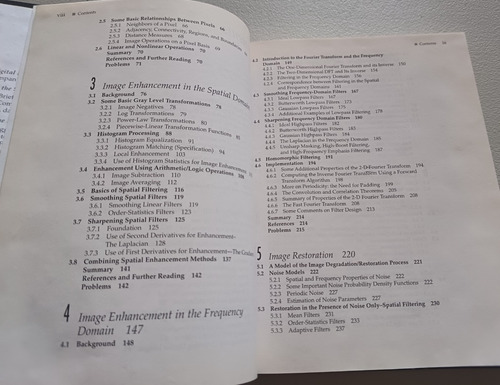 viii ■ Contents
2.5 Some Basic Relationships Between Pixels 66
2.5.1 Neighbors of a Pixel 66
2.5.2 Adjacency, Connectivity, Regions, and Boundaries
2.5.3 Distance Measures 68
2.5.4 Image Operations on a Pixel Basis 69
2.6 Linear and Nonlinear Operations 70
Summary 70
References and Further Reading 70
Problems 71
3 Image Enhancement in the Spatial Domain
3.1 Background 76
3.2 Some Basic Gray Level Transformations 78
3.2.1 Image Negatives 78
3.2.2 Log Transformations 79
3.2.3 Power-Law Transformations 80
3.2.4 Piecewise-Linear Transformation Functions
3.3 Histogram Processing 88
3.3.1 Histogram Equalization 91
3.3.2 Histogram Matching (Specification) 94
3.3.3 Local Enhancement 103
3.3.4 Use of Histogram Statistics for Image Enhancement
3.4 Enhancement Using Arithmetic/Logic Operations 108
3.4.1 Image Subtraction 110
3.4.2 Image Averaging 112
3.5 Basics of Spatial Filtering 116
3.6 Smoothing Spatial Filters 119
3.6.1 Smoothing Linear Filters 119
3.6.2 Order-Statistics Filters 123
3.7 Sharpening Spatial Filters 125
3.7.1 Foundation 125
3.7.2 Use of Second Derivatives for Enhancement–
The Laplacian 128
3.7.3 Use of First Derivatives for Enhancement—The
3.8 Combining Spatial Enhancement Methods 137
Summary 141
References and Further Reading 142
Problems 142
4 Image Enhancement in the Frequency
Domain 147
4.1 Background 148
■ Contents ix
4.2 Introduction to the Fourier Transform and the Frequency
Domain 149
4.2.1 The One-Dimensional Fourier Transform and its Inverse 150
4.2.2 The Two-Dimensional DFT and Its Inverse 154
4.2.3 Filtering in the Frequency Domain 156
4.2.4 Correspondence between Filtering in the Spatial
and Frequency Domains 161
4.3 Smoothing Frequency-Domain Filters 167
4.3.1 Ideal Lowpass Filters 167
4.3.2 Butterworth Lowpass Filters 173
4.3.3 Gaussian Lowpass Filters 175
4.3.4 Additional Examples of Lowpass Filtering 178
4.4 Sharpening Frequency Domain Filters 180
4.4.1 Ideal Highpass Filters 182
4.4.2 Butterworth Highpass Filters 183
4.4.3 Gaussian Highpass Filters 184
4.4.4 The Laplacian in the Frequency Domain
4.4.5 Unsharp Masking, High-Boost Filtering,
and High-Frequency Emphasis Filtering 187
4.5 Homomorphic Filtering 191
4.6 Implementation 194
4.6.1 Some Additional Properties of the 2-D Fourier Transform 194
4.6.2 Computing the Inverse Fourier Transform Using a Forward
Transform Algorithm 198
4.6.3 More on Periodicity: the Need for Padding 199
4.6.4 The Convolution and Correlation Theorems 205
4.6.5 Summary of Properties of the 2-D Fourier Transform 208
4.6.6 The Fast Fourier Transform 208
4.6.7 Some Comments on Filter Design 213
Summary 214
References 214
Problems 215
5 Image Restoration 220
5.1 A Model of the Image Degradation/Restoration Process 221
5.2 Noise Models 222
5.2.1 Spatial and Frequency Properties of Noise 222
5.2.2 Some Important Noise Probability Density Functions 222
5.2.3 Periodic Noise 227
5.2.4 Estimation of Noise Parameters 227
5.3 Restoration in the Presence of Noise Only–Spatial Filtering 230
5.3.1 Mean Filters 231
5.3.2 Order-Statistics Filters 233
5.3.3 Adaptive Filters 237